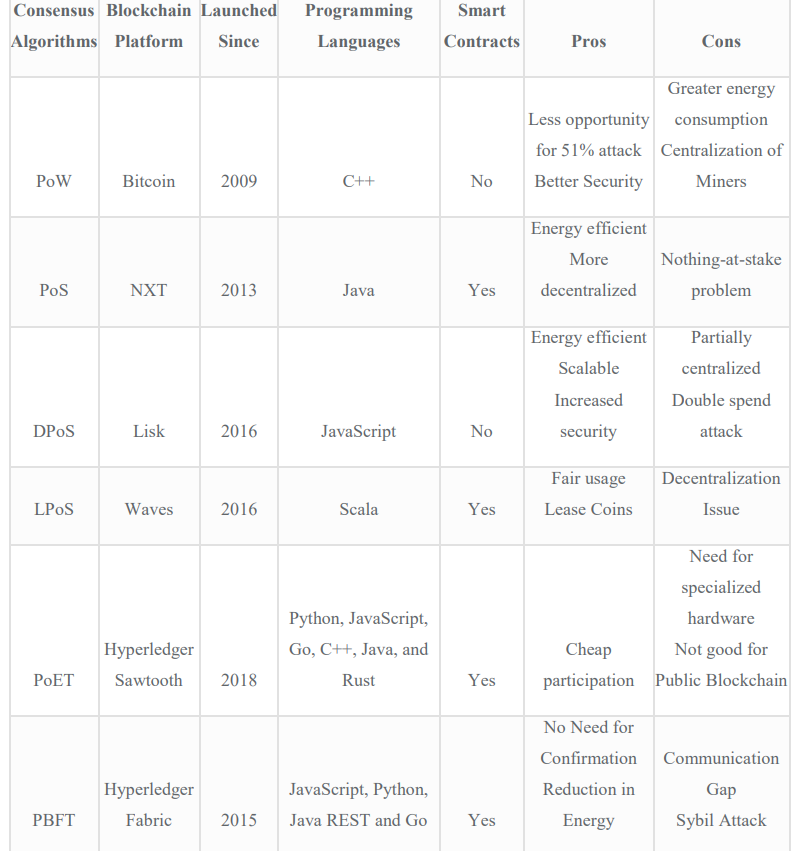 Consensus Algorithms
Blockchain Platform
Launched Since
Programming Languages
Smart Contracts
Pros
Cons
PoW
Bitcoin
2009
C++
No
Less opportunity
for 51% attack
Better Security
Greater energy
consumption
Centralization of
Miners
PoS
NXT
2013
Java
Yes
Energy efficient
More
decentralized
Nothing-at-stake
problem
DPoS
Lisk
2016
JavaScript
No
Energy efficient
Scalable
Increased
security
Partially
centralized
Double spend
attack
LPoS
Waves
2016
Scala
Yes
Fair usage
Lease Coins
Decentralization
Issue
PoET
Hyperledger
Sawtooth
2018
Python, JavaScript,
Go, C++, Java, and
Rust
Yes
Cheap
participation
Need for
specialized
hardware
Not good for
Public Blockchain
PBFT
Hyperledger
Fabric
2015
JavaScript, Python,
Java REST and Go
Yes
No Need for
Confirmation
Reduction in
Energy
Communication
Gap
Sybil Attack